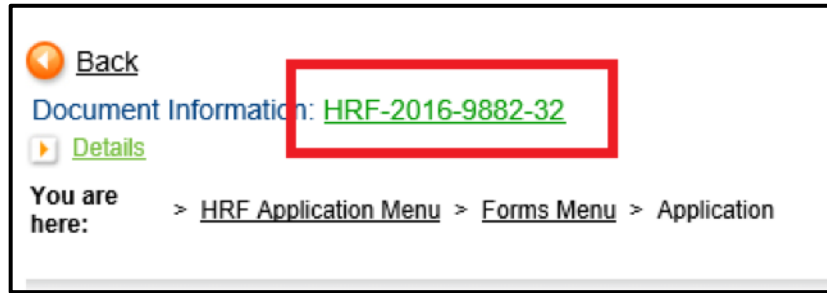 Back
Document Information: HRF-2016-9882-32
Details
You are here: > HRF Application Menu > Forms Menu > Application